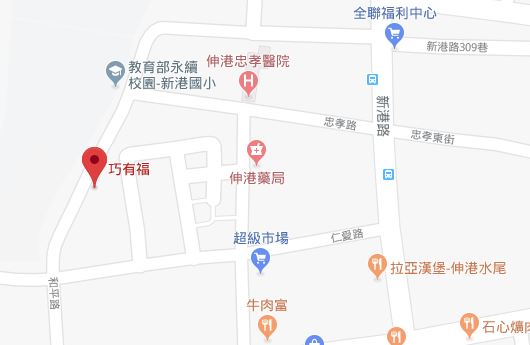 全聯福利中心
新港路309巷
伸港忠孝醫院
教育部永續
校園-新港國小
新港路
忠孝路
忠孝東街
巧有福
伸港藥局
仁愛路
超級市場
拉亞漢堡-伸港水尾
和平路
牛肉富
石心爌肉